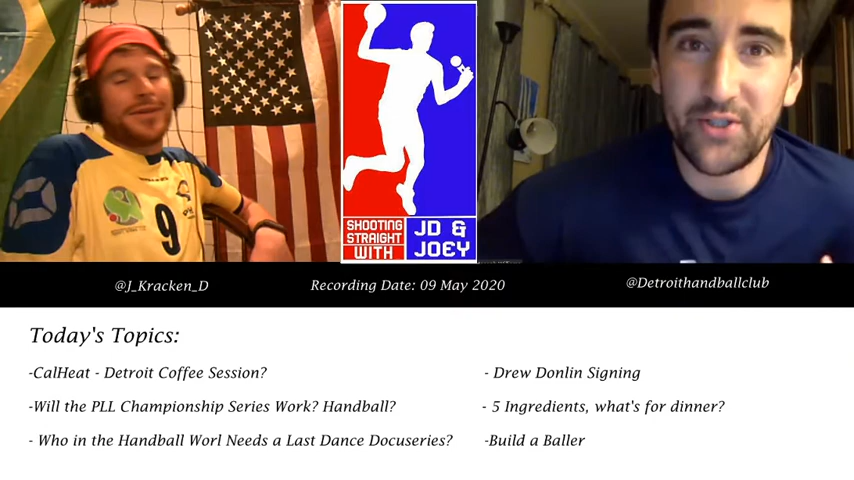 SHOOTING
STRAIGHT
WITH
JD &
JOEY
9
@J_Kracken_D
Recording Date: 09 May 2020
@Detroithandballclub
Today's Topics:
-CalHeat - Detroit Coffee Session?
- Drew Donlin Signing
-Will the PLL Championship Series Work? Handball?
- 5 Ingredients, what's for dinner?
- Who in the Handball Worl Needs a Last Dance Docuseries?
-Build a Baller